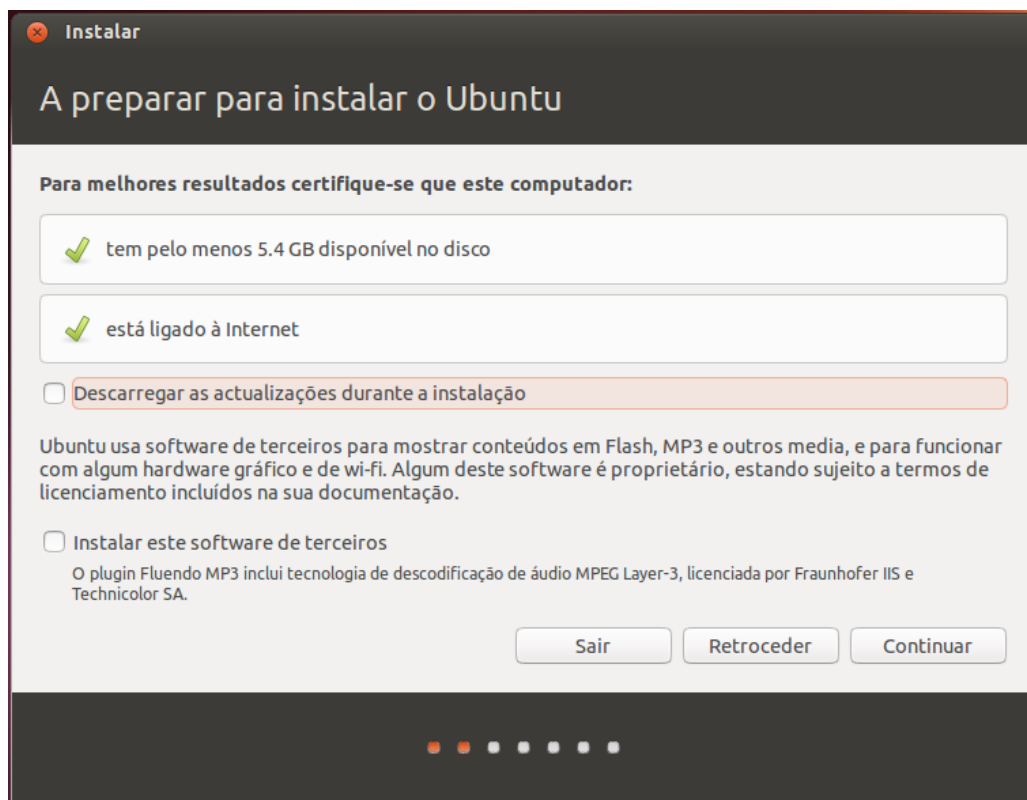 Instalar
A preparar para instalar o Ubuntu
Para melhores resultados certifique-se que este computador:
tem pelo menos 5.4 GB disponível no disco
está ligado à Internet
Descarregar as actualizações durante a instalação
Ubuntu usa software de terceiros para mostrar conteúdos em Flash, MP3 e outros media, e para funcionar
com algum hardware gráfico e de wi-fi. Algum deste software é proprietário, estando sujeito a termos de
licenciamento incluídos na sua documentação.
Instalar este software de terceiros
O plugin Fluendo MP3 inclui tecnologia de descodificação de áudio MPEG Layer-3, licenciada por Fraunhofer IIS e
Technicolor SA.
Sair Retroceder Continuar